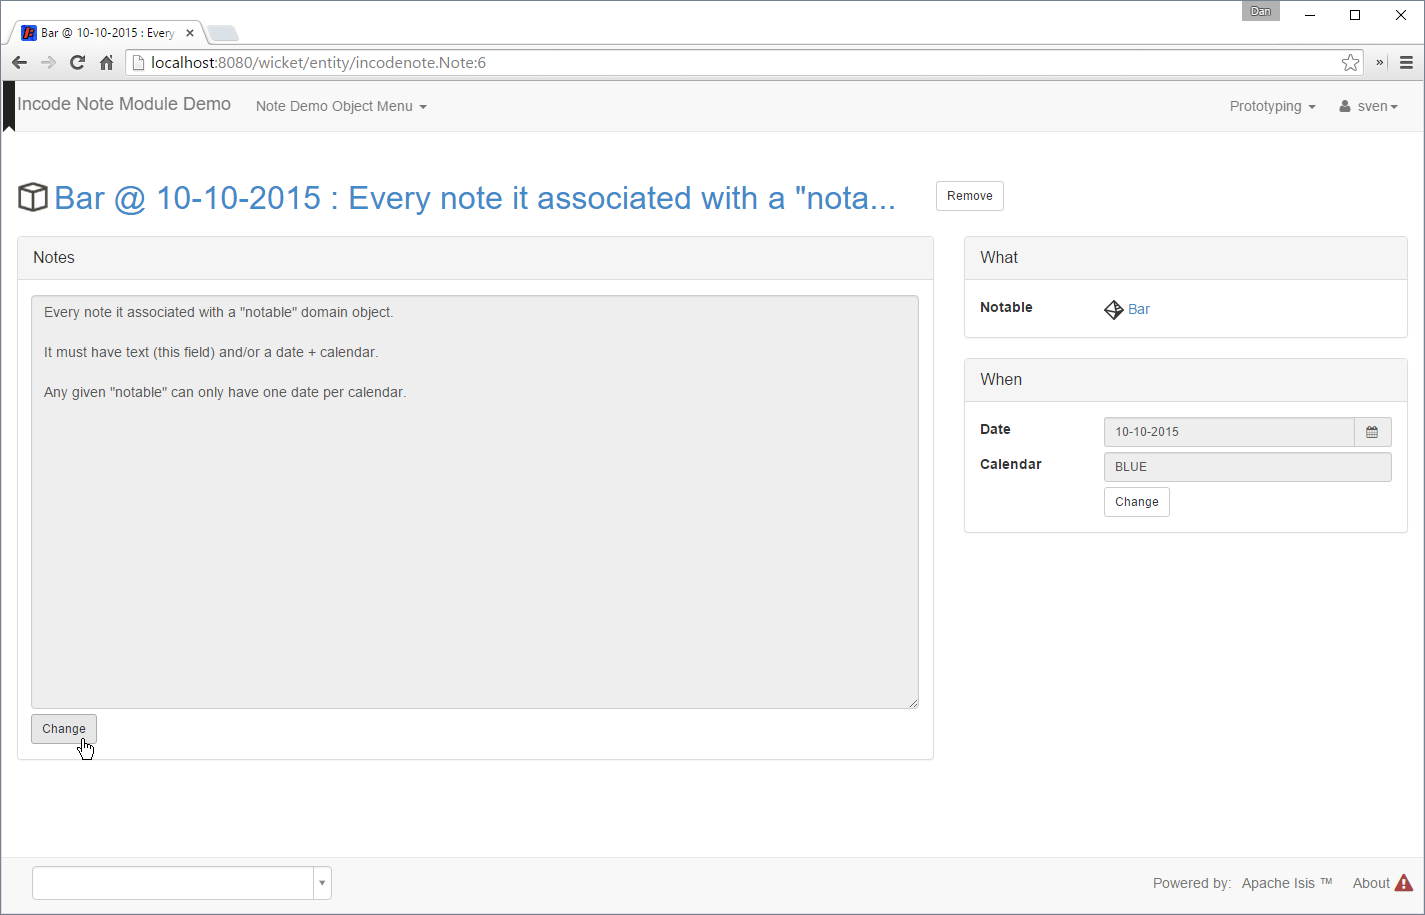 Dan
Bar @ 10-10-2015 : Every
localhost:8080/wicket/entity/incodenote.Note:6
»
Incode Note Module Demo
Note Demo Object Menu
Prototyping
sven
Bar @ 10-10-2015 : Every note it associated with a "nota...
Remove
Notes
Every note it associated with a "notable" domain object.
It must have text (this field) and/or a date + calendar.
Any given "notable" can only have one date per calendar.
Change
What
Notable
Bar
When
Date
10-10-2015
Calendar
BLUE
Change
Powered by: Apache Isis ™
About